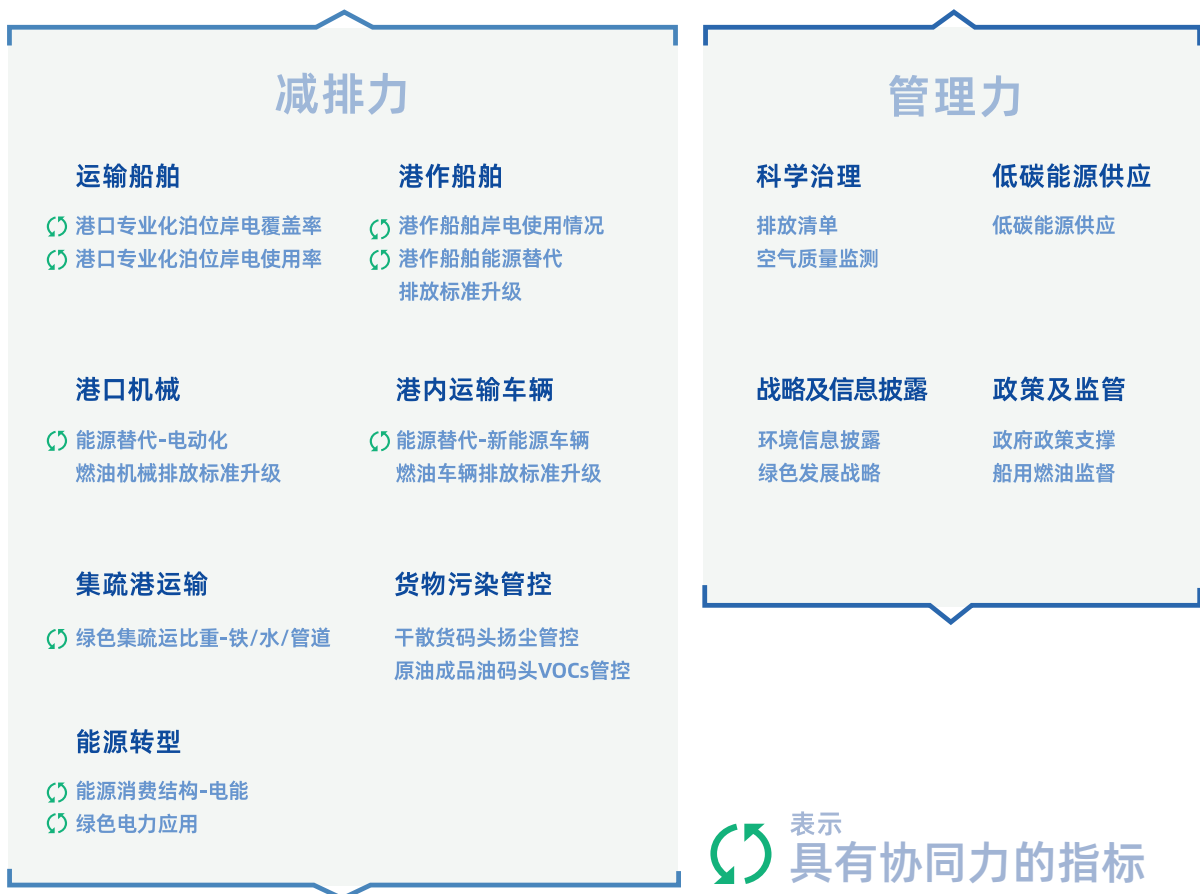 减排力
运输船舶
港口专业化泊位岸电覆盖率
港口专业化泊位岸电使用率
港作船舶
港作船舶岸电使用情况
港作船舶能源替代
排放标准升级
港口机械
能源替代-电动化
燃油机械排放标准升级
港内运输车辆
能源替代-新能源车辆
燃油车辆排放标准升级
集疏港运输
绿色集疏运比重-铁/水/管道
货物污染管控
干散货码头扬尘管控
原油成品油码头VOCs管控
能源转型
能源消费结构-电能
绿色电力应用
管理力
科学治理
排放清单
空气质量监测
低碳能源供应
低碳能源供应
战略及信息披露
环境信息披露
绿色发展战略
政策及监管
政府政策支撑
船用燃油监督
表示
具有协同力的指标